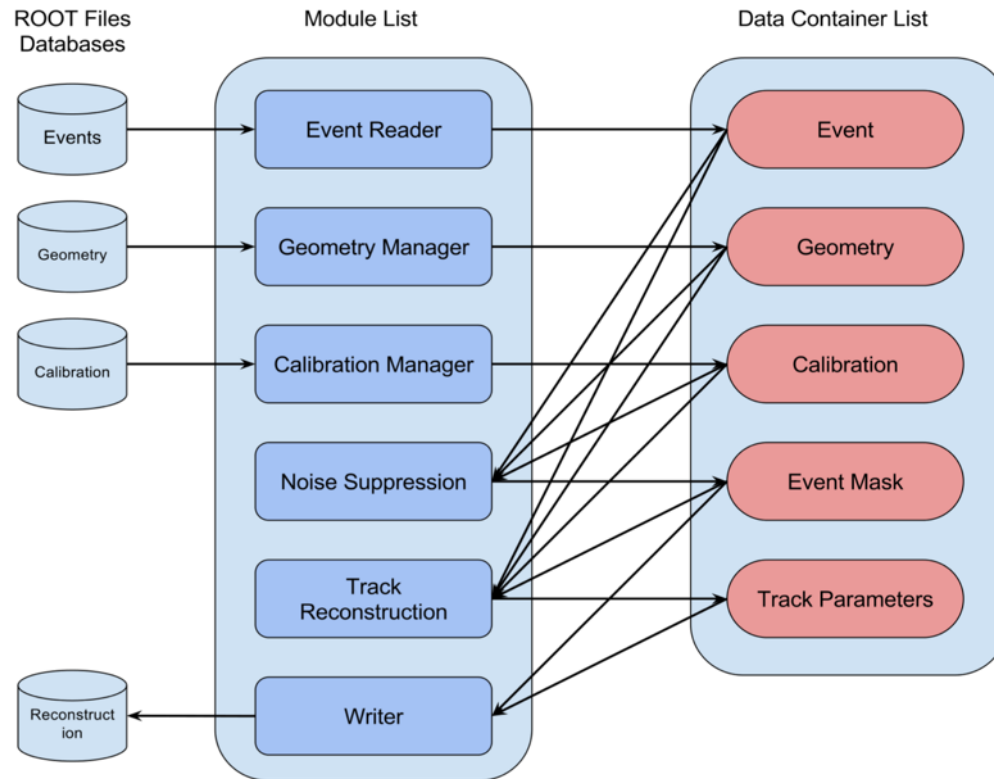 ROOT Files
Databases
Module List
Data Container List
Events
Event Reader
Event
Geometry
Geometry Manager
Geometry
Calibration
Calibration Manager
Calibration
Noise Suppression
Event Mask
Track
Reconstruction
Track Parameters
Reconstruct
ion
Writer